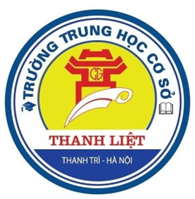 TRƯỜNG TRUNG HỌC CƠ SỞ
THANH LIỆT
THANH TRÌ - HÀ NỘI